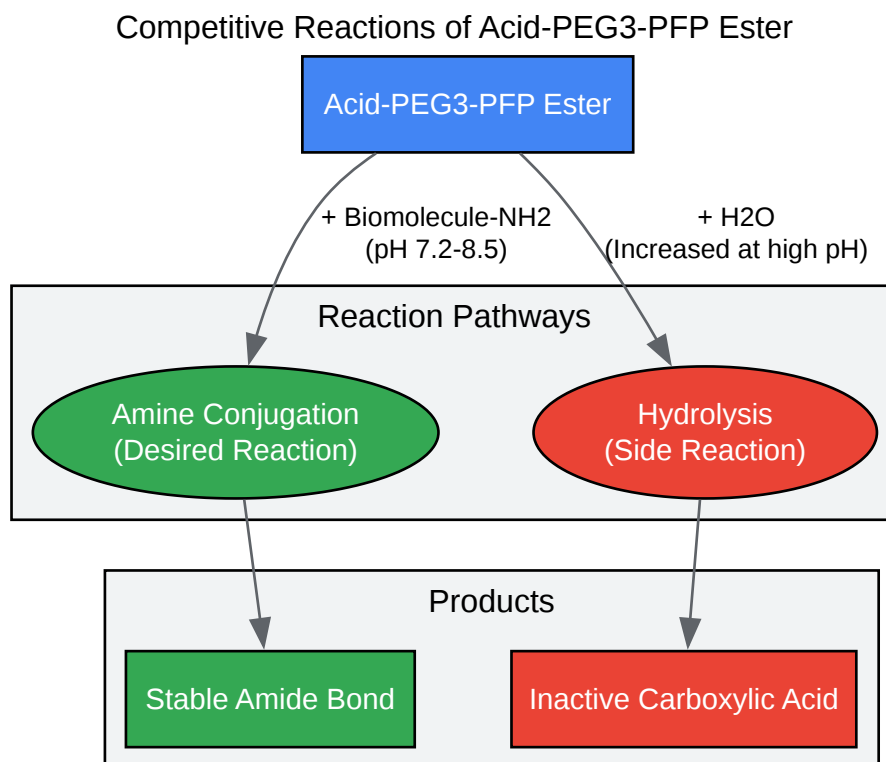 Competitive Reactions of Acid-PEG3-PFP Ester
Acid-PEG3-PFP Ester
+ Biomolecule-NH2
(pH 7.2-8.5)
+ H2O
(Increased at high pH)
Reaction Pathways
Amine Conjugation
(Desired Reaction)
Hydrolysis
(Side Reaction)
Products
Stable Amide Bond
Inactive Carboxylic Acid